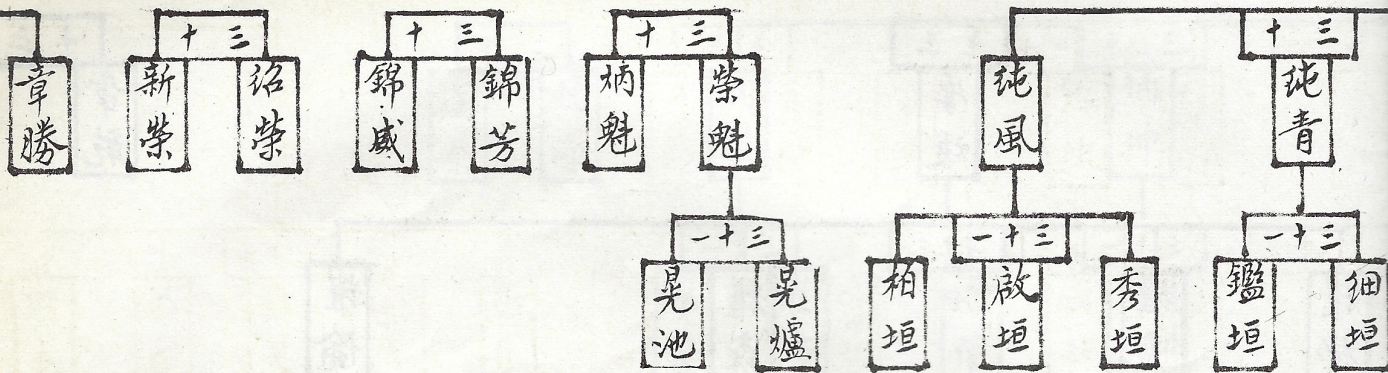 三十
三十
三十
三十
純青
純風
榮魁
炳魁
錦芳
錦威
紹榮
新榮
章勝
三十一
三十一
三十一
細垣
鑑垣
秀垣
啟垣
柏垣
晃爐
晃池